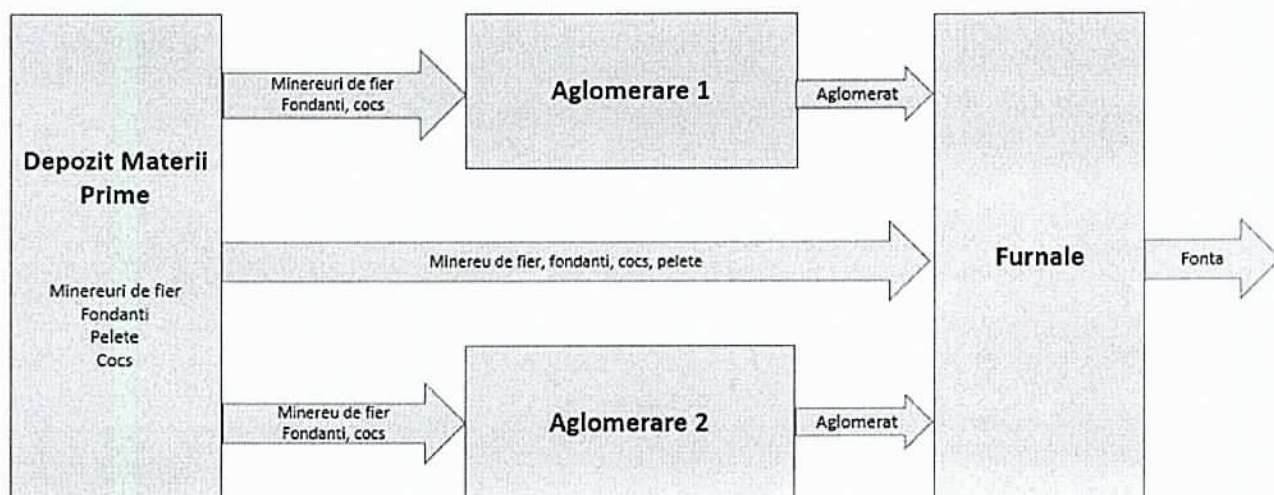 Depozit Materii
Prime
Minereuri de fier
Fondanti
Pelete
Cocs
Minereuri de fier
Fondanti, cocs
Aglomerare 1
Aglomerat
Minereu de fier, fondanti, cocs, pelete
Furnale
Fonta
Minereu de fier
Fondanti, cocs
Aglomerare 2
Aglomerat